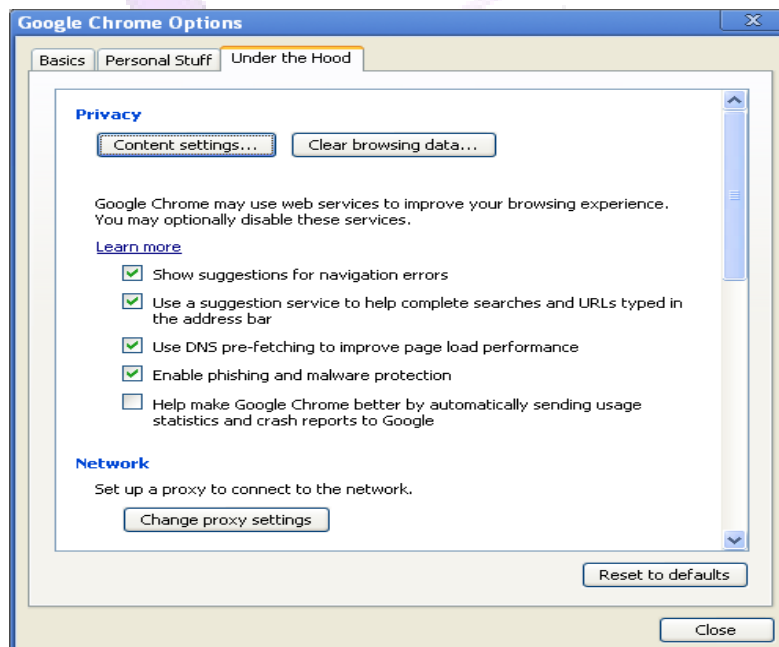 Google Chrome Options
Basics
Personal Stuff
Under the Hood
Privacy
Content settings...
Clear browsing data...
Google Chrome may use web services to improve your browsing experience.
You may optionally disable these services.
Learn more
Show suggestions for navigation errors
Use a suggestion service to help complete searches and URLs typed in
the address bar
Use DNS pre-fetching to improve page load performance
Enable phishing and malware protection
Help make Google Chrome better by automatically sending usage
statistics and crash reports to Google
Network
Set up a proxy to connect to the network.
Change proxy settings
Reset to defaults
Close